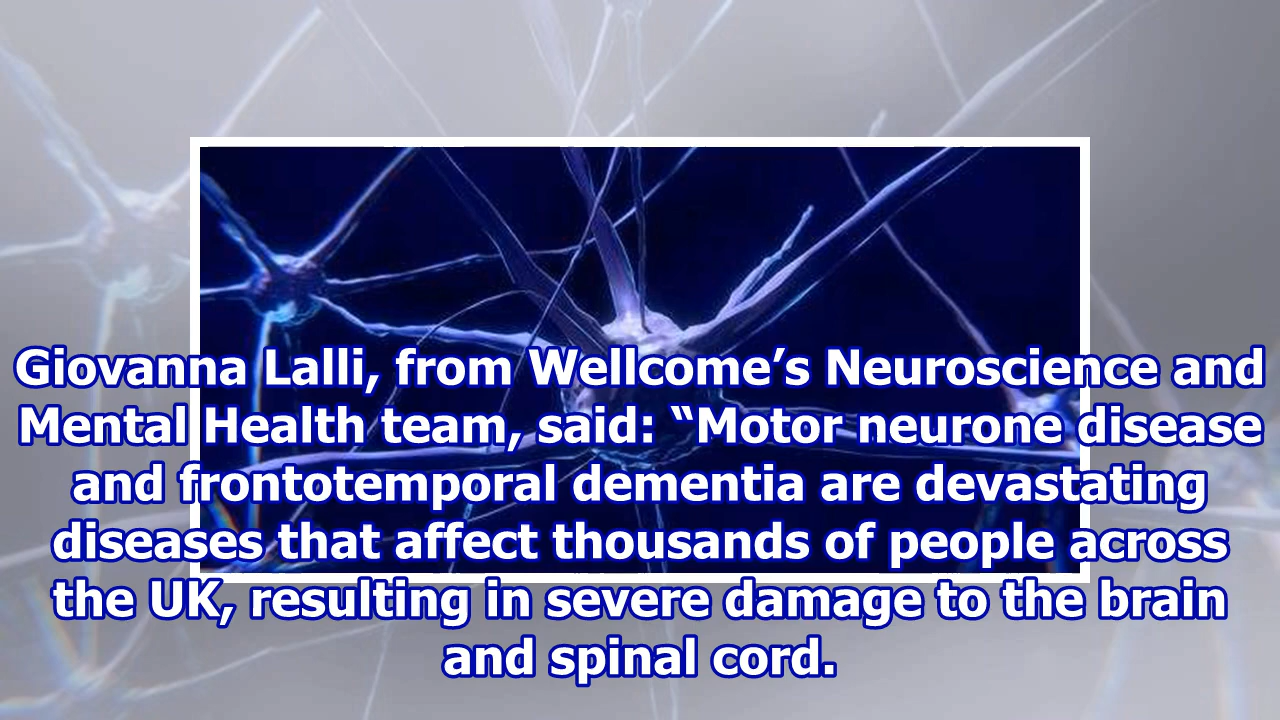 Giovanna Lalli, from Wellcome’s Neuroscience and
Mental Health team, said: “Motor neurone disease
and frontotemporal dementia are devastating
diseases that affect thousands of people across
the UK, resulting in severe damage to the brain
and spinal cord.